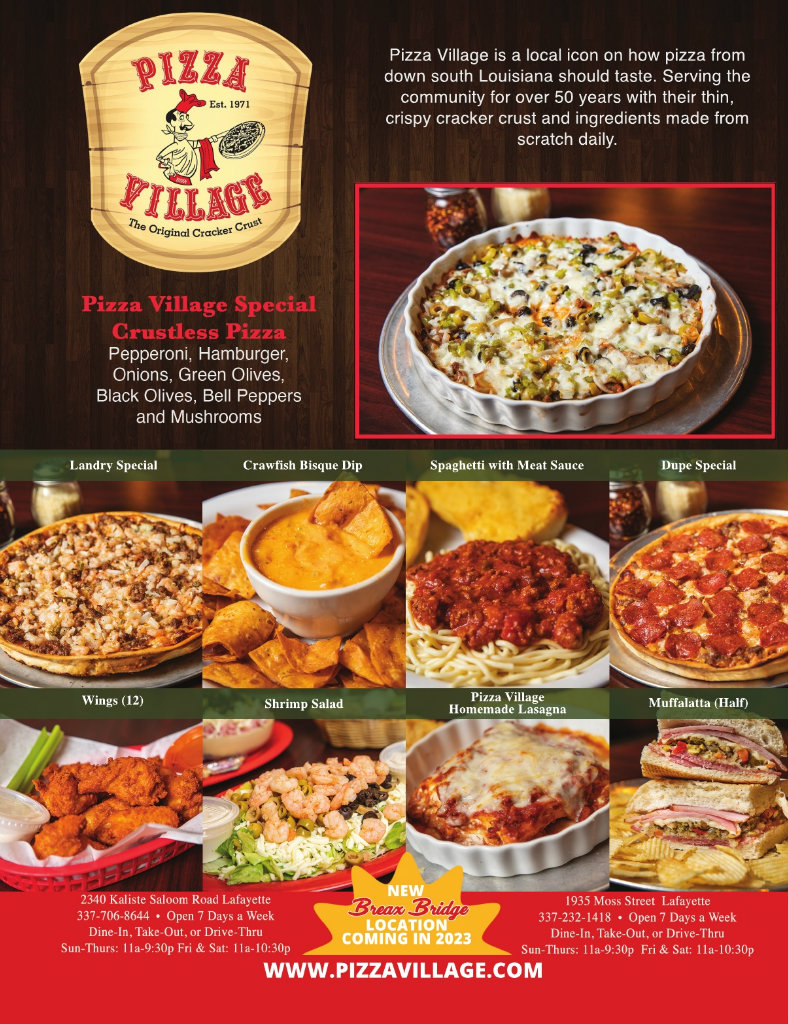 PIZZA
Est. 1971
VILLAGE
The Original Cracker Crust
Pizza Village is a local icon on how pizza from
down south Louisiana should taste. Serving the
community for over 50 years with their thin,
crispy cracker crust and ingredients made from
scratch daily.
Pizza Village Special
Crustless Pizza
Pepperoni, Hamburger,
Onions, Green Olives,
Black Olives, Bell Peppers
and Mushrooms
Landry Special
Crawfish Bisque Dip
Spaghetti with Meat Sauce
Dupe Special
Wings (12)
Shrimp Salad
Pizza Village
Homemade Lasagna
Muffalatta (Half)
2340 Kaliste Saloom Road Lafayette
337-706-8644 • Open 7 Days a Week
Dine-In, Take-Out, or Drive-Thru
Sun-Thurs: 11a-9:30p Fri & Sat: 11a-10:30p
NEW
Breax Bridge
LOCATION
COMING IN 2023
1935 Moss Street Lafayette
337-232-1418 • Open 7 Days a Week
Dine-In, Take-Out, or Drive-Thru
Sun-Thurs: 11a-9:30p Fri & Sat: 11a-10:30p
WWW.PIZZAVILLAGE.COM